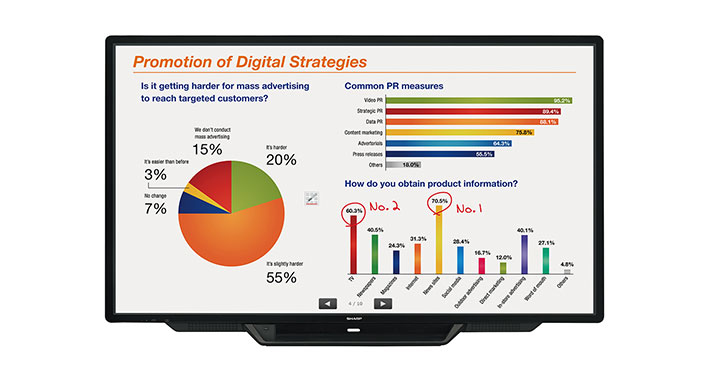 Promotion of Digital Strategies
Is it getting harder for mass advertising
to reach targeted customers?
We don't conduct
mass advertising
15%
It's harder
20%
It's easier than before
3%
No change
7%
It's slightly harder
55%
Common PR measures
Video PR 95.2%
Strategic PR 89.4%
Data PR 88.1%
Content marketing 75.8%
Advertorials 64.3%
Press releases 55.5%
Others 18.0%
How do you obtain product information?
60.3% No. 2
40.5%
24.3%
31.3%
70.5% No. 1
28.4%
16.7%
12.0%
40.1%
27.1%
4.8%
TV
Newspapers
Magazines
Internet
News sites
Social media
Outdoor advertising
Direct marketing
In-store advertising
Word of mouth
Others
SHARP